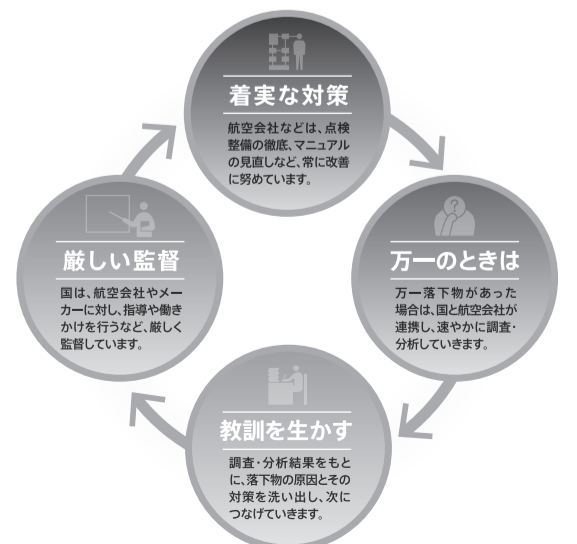 着実な対策
航空会社などは、点検
整備の徹底、マニュアル
の見直しなど、常に改善
に努めています。
万一のときは
万一落下物があった
場合は、国と航空会社が
連携し、速やかに調査・
分析していきます。
教訓を生かす
調査・分析結果をもと
に、落下物の原因とその
対策を洗い出し、次に
つなげていきます。
厳しい監督
国は、航空会社やメー
カーに対し、指導や働き
かけを行うなど、厳しく
監督しています。
?